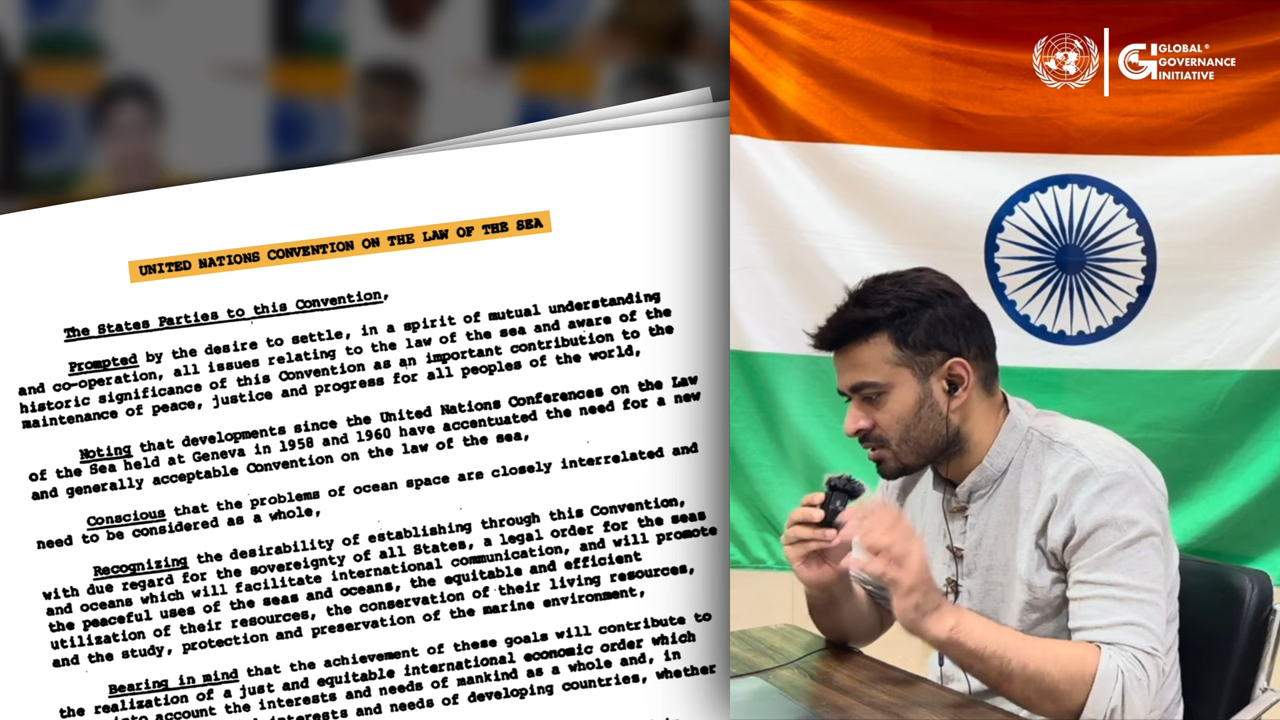 UNITED NATIONS CONVENTION ON THE LAW OF THE SEA
The States Parties to this Convention,
Prompted by the desire to settle, in a spirit of mutual understanding
and co-operation, all issues relating to the law of the sea and aware of the
historic significance of this Convention as an important contribution to the
maintenance of peace, justice and progress for all peoples of the world,
Noting that developments since the United Nations Conferences on the Law
of the Sea held at Geneva in 1958 and 1960 have accentuated the need for a new
and generally acceptable Convention on the law of the sea,
Conscious that the problems of ocean space are closely interrelated and
need to be considered as a whole,
Recognizing the desirability of establishing through this Convention,
with due regard for the sovereignty of all States, a legal order for the seas
and oceans which will facilitate international communication, and will promote
the peaceful uses of the seas and oceans, the equitable and efficient
utilization of their resources, the conservation of their living resources,
and the study, protection and preservation of the marine environment,
Bearing in mind that the achievement of these goals will contribute to
the realization of a just and equitable international economic order which
into account the interests and needs of mankind as a whole and, in
interests and needs of developing countries, whether
GLOBAL ®
GOVERNANCE
INITIATIVE